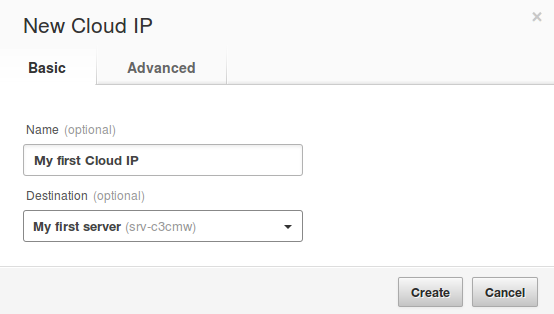 New Cloud IP
×
Basic
Advanced
Name (optional)
My first Cloud IP
Destination (optional)
My first server (srv-c3cmw)
Create
Cancel